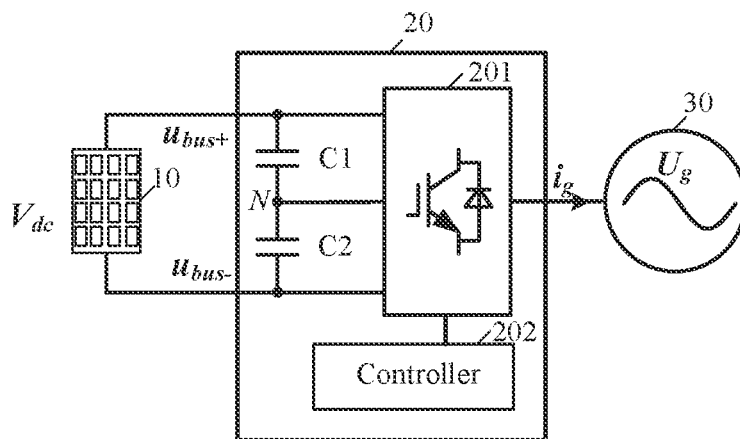 20
201
30
u_bus+
C1
10
V_dc
N
i_g
U_g
C2
u_bus-
202
Controller